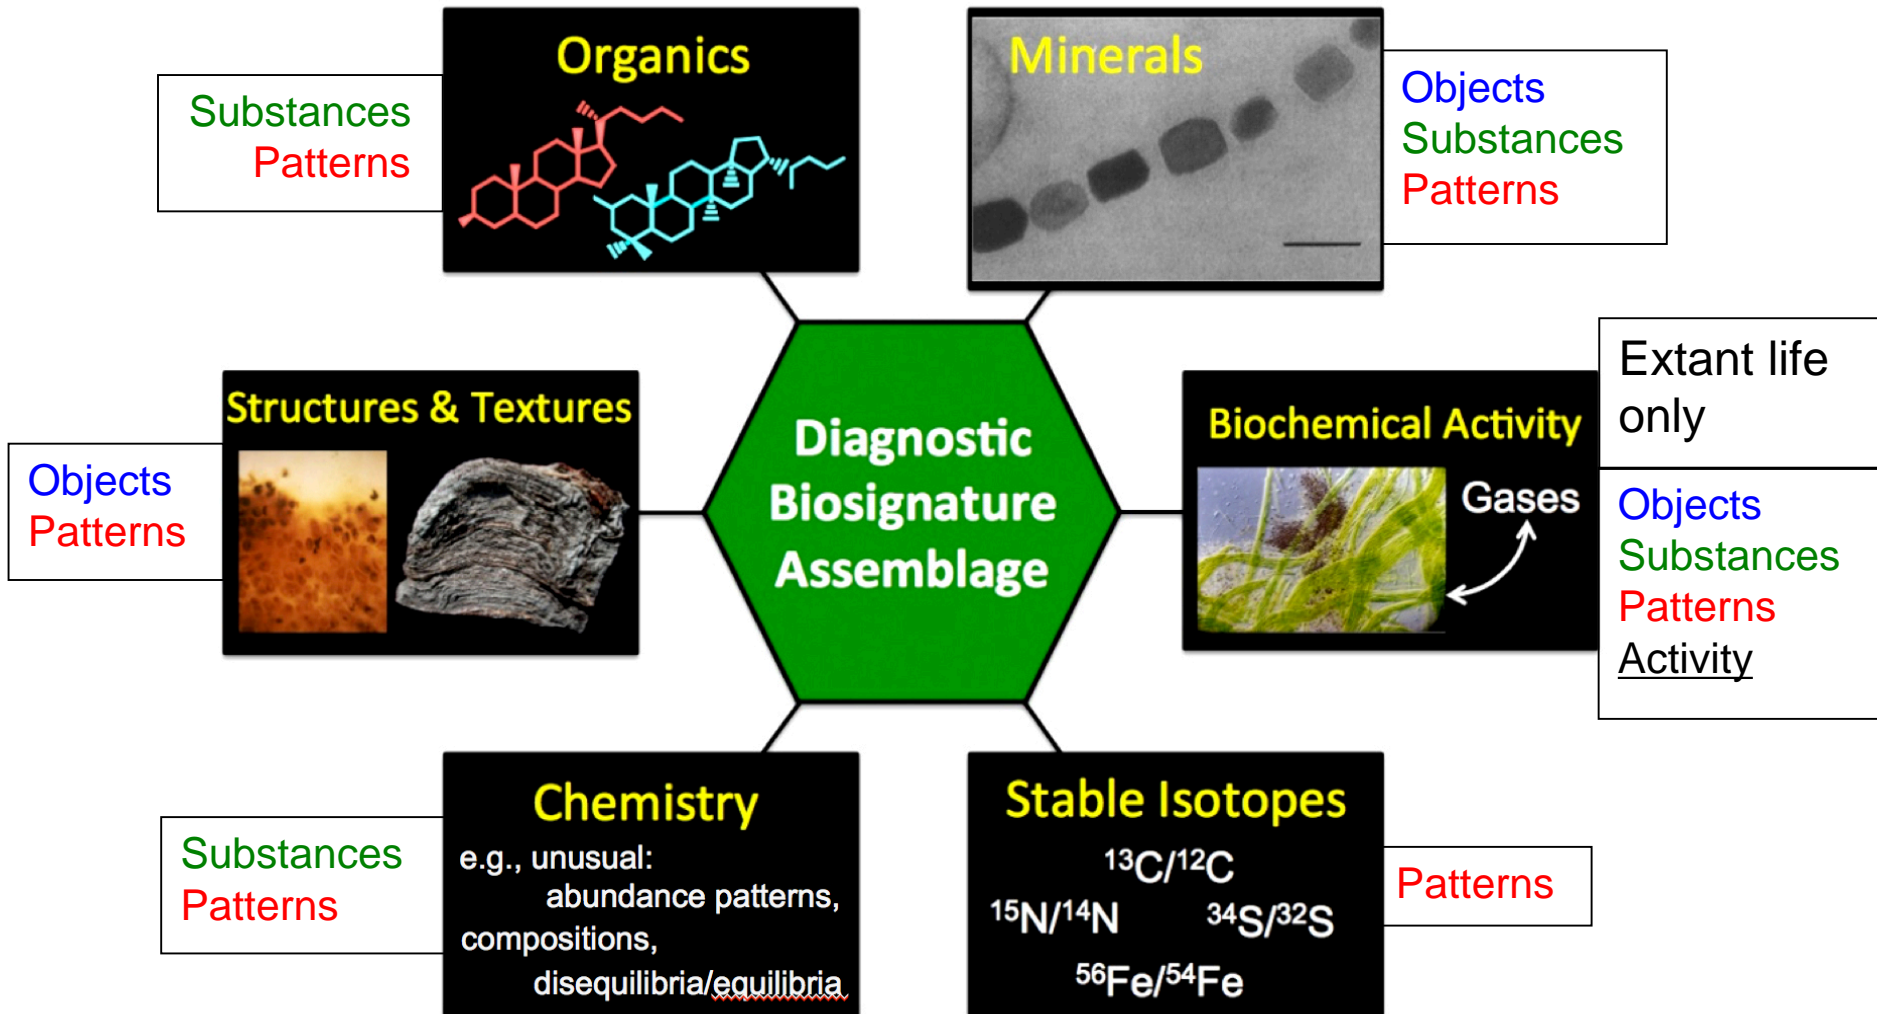 Organics
Substances
Patterns
Minerals
Objects
Substances
Patterns
Structures & Textures
Objects
Patterns
Diagnostic
Biosignature
Assemblage
Biochemical Activity
Gases
Extant life
only
Objects
Substances
Patterns
Activity
Chemistry
e.g., unusual:
abundance patterns,
compositions,
disequilibria/equilibria
Substances
Patterns
Stable Isotopes
¹³C/¹²C
¹⁵N/¹⁴N ³⁴S/³²S
⁵⁶Fe/⁵⁴Fe
Patterns